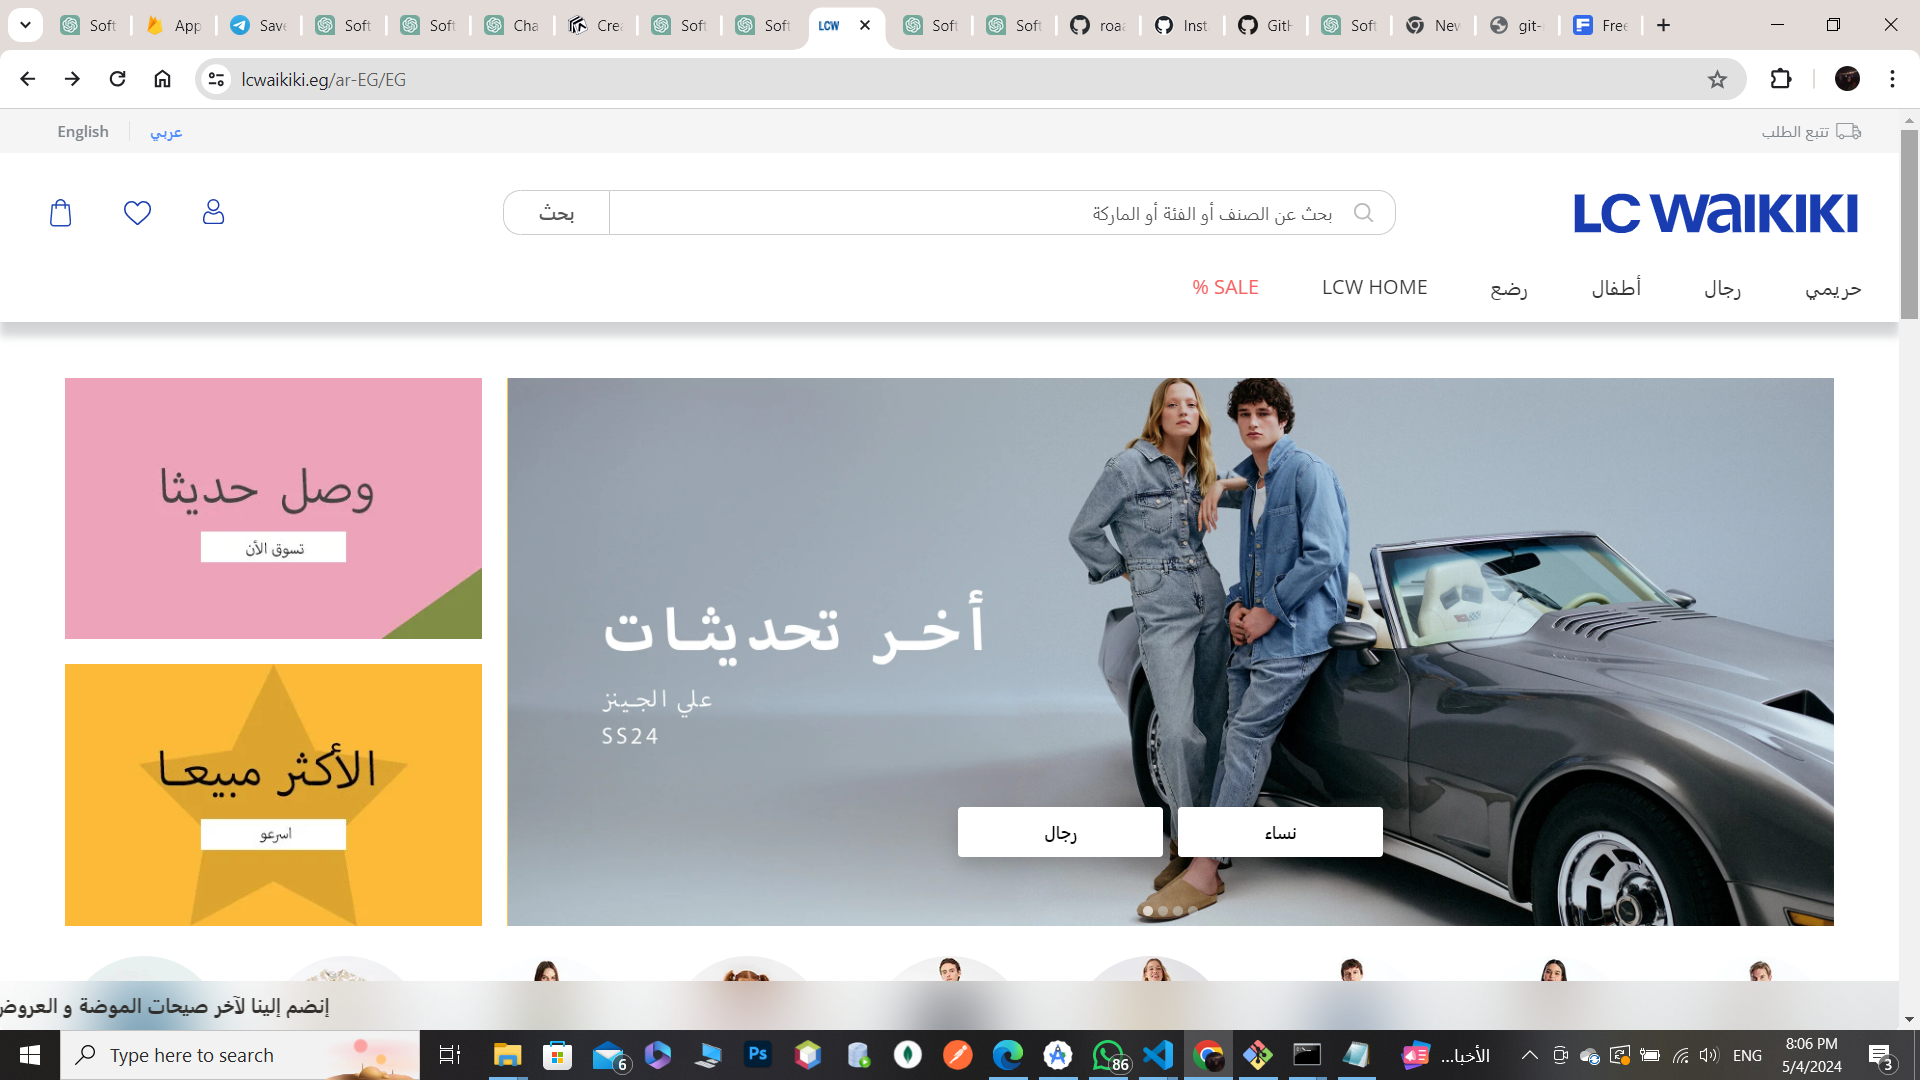 Soft
App
Save
Soft
Soft
Cha
Crea
Soft
Soft
LCW
Soft
Soft
roaa
Inst
GitH
Soft
New
git-
Free
lcwaikiki.eg/ar-EG/EG
English
عربي
تتبع الطلب
LC WAIKIKI
بحث عن الصنف أو الفئة أو الماركة
بحث
حريمي
رجال
أطفال
رضع
LCW HOME
% SALE
وصل حديثا
تسوق الأن
الأكثر مبيعا
اسرعو
أخر تحديثات
علي الجينز
SS24
نساء
رجال
إنضم إلينا لآخر صيحات الموضة و العروض
Type here to search
Ps
6
86
الأخبا...
ENG
8:06 PM
5/4/2024
3